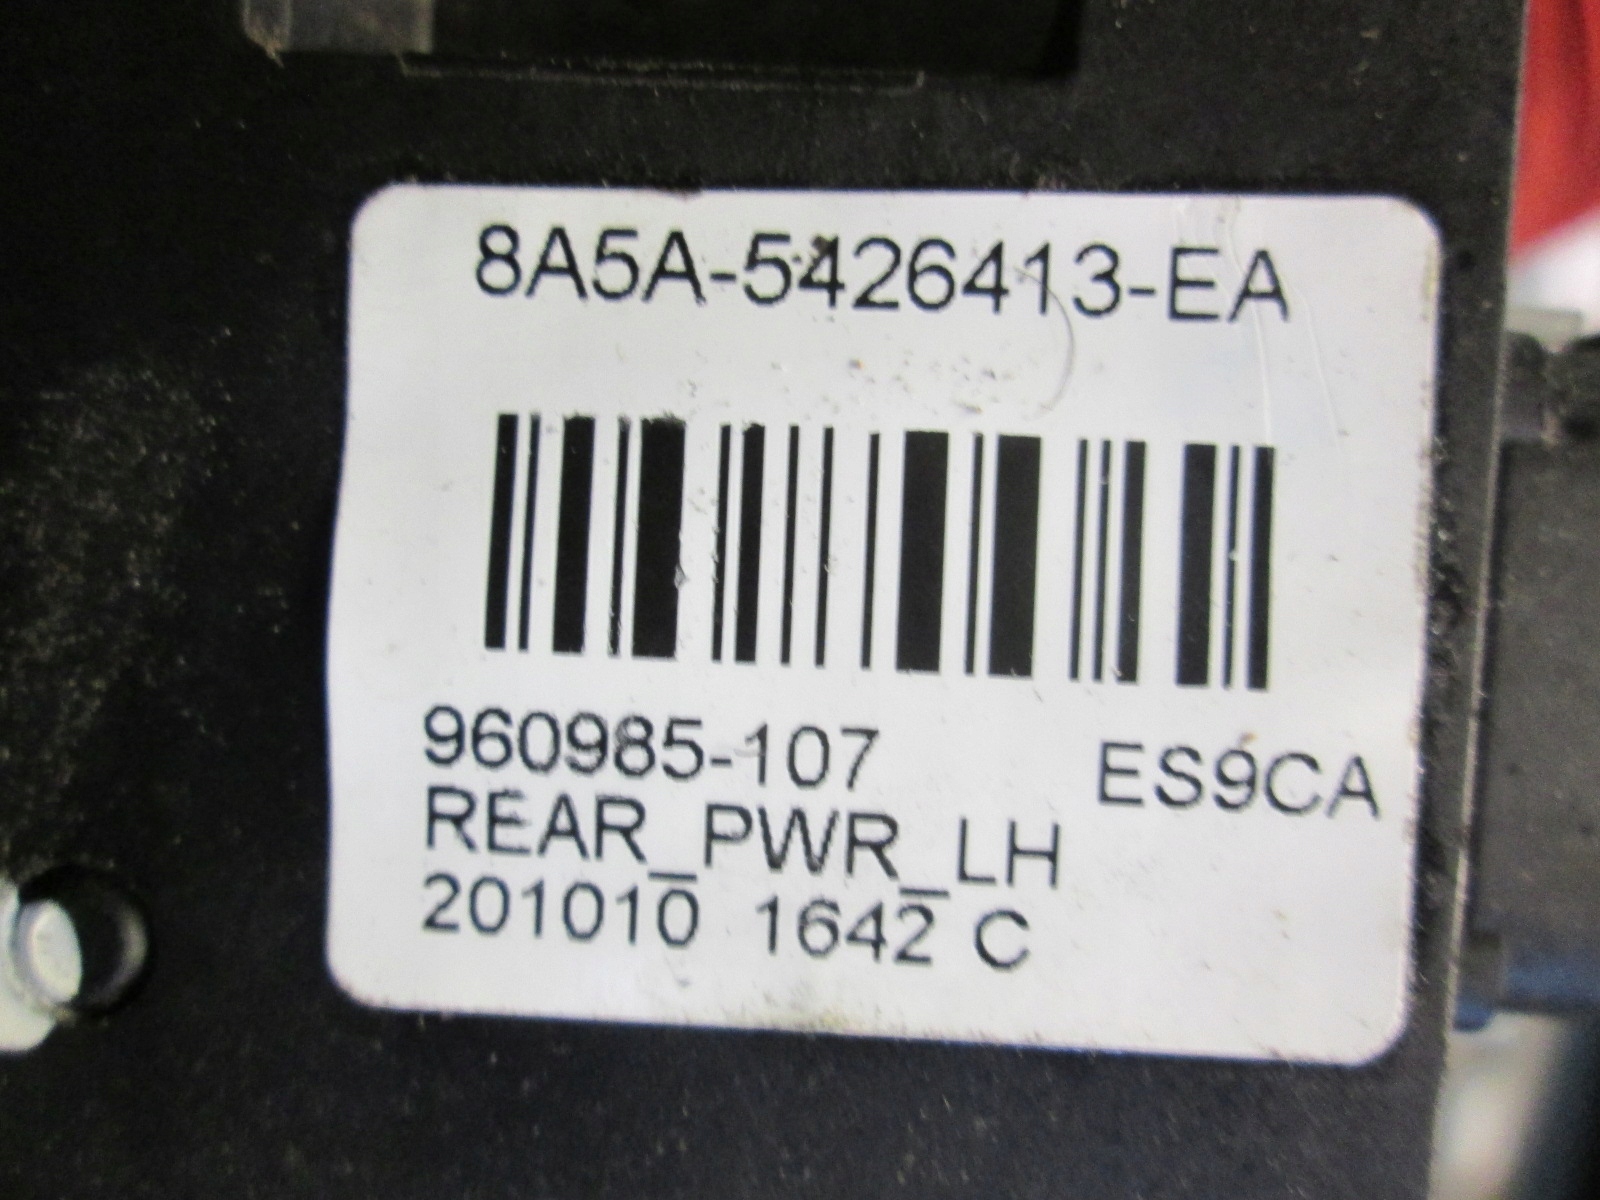 8A5A-5426413-EA
960985-107 ES9CA
REAR_PWR_LH
201010 1642 C